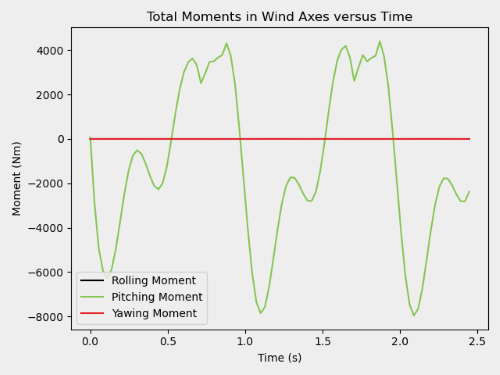 Total Moments in Wind Axes versus Time
Moment (Nm)
4000
2000
0
−2000
−4000
−6000
−8000
Rolling Moment
Pitching Moment
Yawing Moment
0.0 0.5 1.0 1.5 2.0 2.5
Time (s)